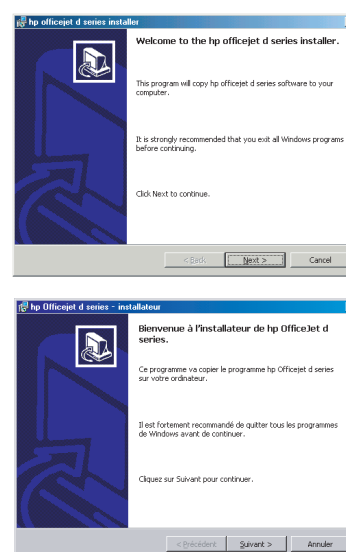 hp officejet d series installer
Welcome to the hp officejet d series installer.
This program will copy hp officejet d series software to your
computer.
It is strongly recommended that you exit all Windows programs
before continuing.
Click Next to continue.
< Back
Next >
Cancel
hp Officejet d series - installateur
Bienvenue à l'installateur de hp OfficeJet d
series.
Ce programme va copier le programme hp Officejet d series
sur votre ordinateur.
Il est fortement recommandé de quitter tous les programmes
de Windows avant de continuer.
Cliquez sur Suivant pour continuer.
< Précédent
Suivant >
Annuler